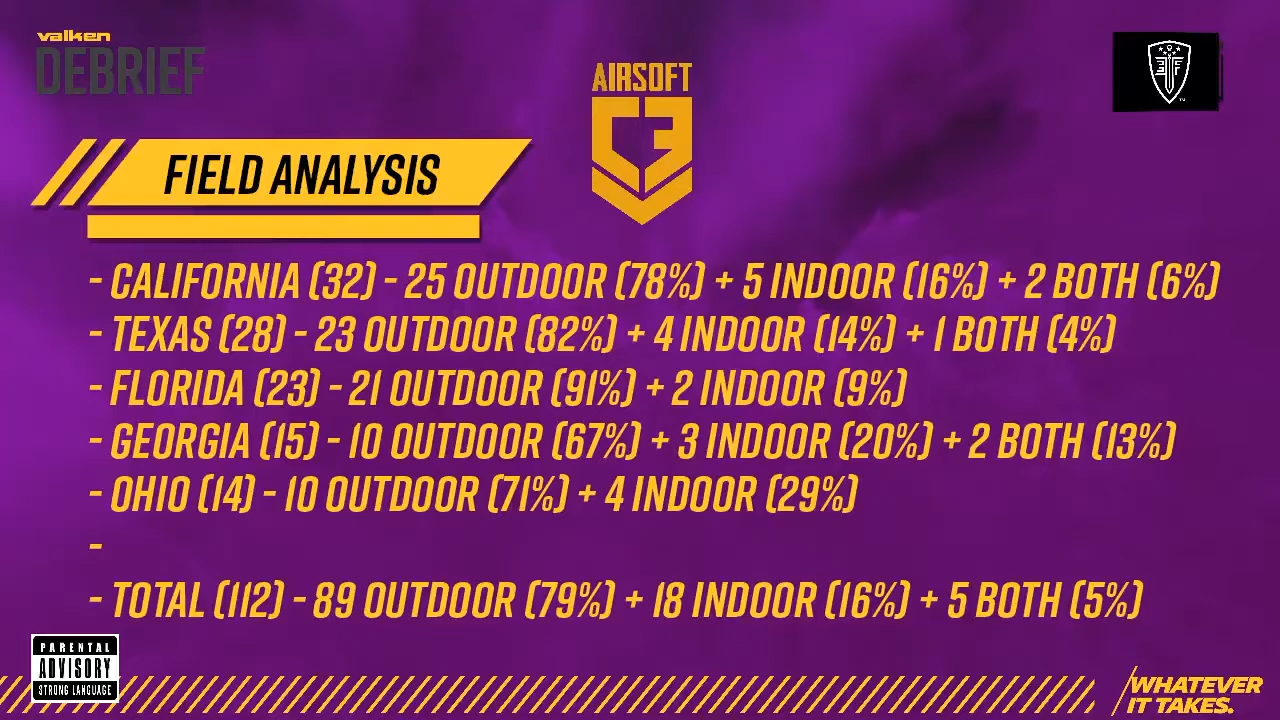 valken
DEBRIEF
AIRSOFT
C3
FIELD ANALYSIS
- CALIFORNIA (32) - 25 OUTDOOR (78%) + 5 INDOOR (16%) + 2 BOTH (6%)
- TEXAS (28) - 23 OUTDOOR (82%) + 4 INDOOR (14%) + 1 BOTH (4%)
- FLORIDA (23) - 21 OUTDOOR (91%) + 2 INDOOR (9%)
- GEORGIA (15) - 10 OUTDOOR (67%) + 3 INDOOR (20%) + 2 BOTH (13%)
- OHIO (14) - 10 OUTDOOR (71%) + 4 INDOOR (29%)
-
- TOTAL (112) - 89 OUTDOOR (79%) + 18 INDOOR (16%) + 5 BOTH (5%)
PARENTAL
ADVISORY
STRONG LANGUAGE
WHATEVER
IT TAKES.